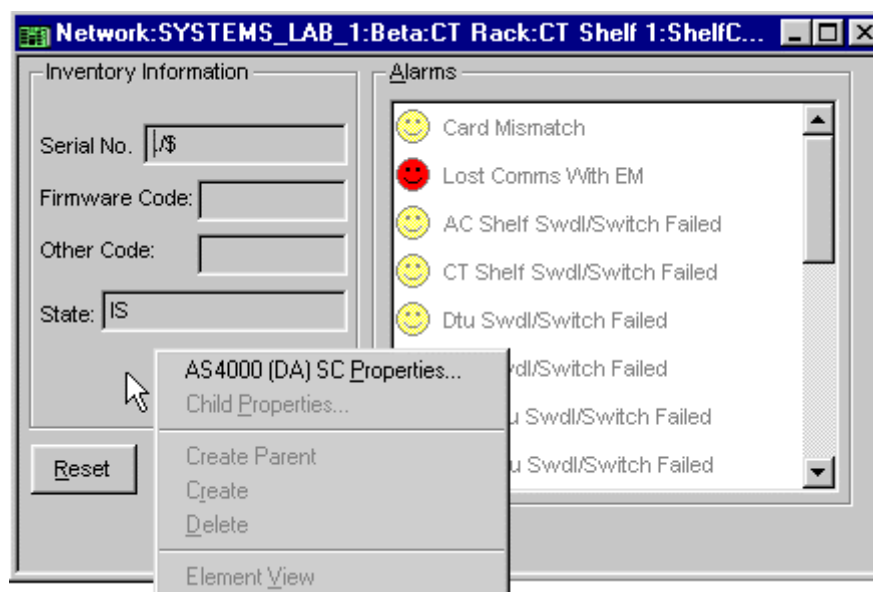 Network:SYSTEMS_LAB_1:Beta:CT Rack:CT Shelf 1:ShelfC...
Inventory Information
Serial No. ./$
Firmware Code:
Other Code:
State: IS
Reset
Alarms
Card Mismatch
Lost Comms With EM
AC Shelf Swdl/Switch Failed
CT Shelf Swdl/Switch Failed
Dtu Swdl/Switch Failed
Failed
Swdl/Switch Failed
Swdl/Switch Failed
AS4000 (DA) SC Properties...
Child Properties...
Create Parent
Create
Delete
Element View